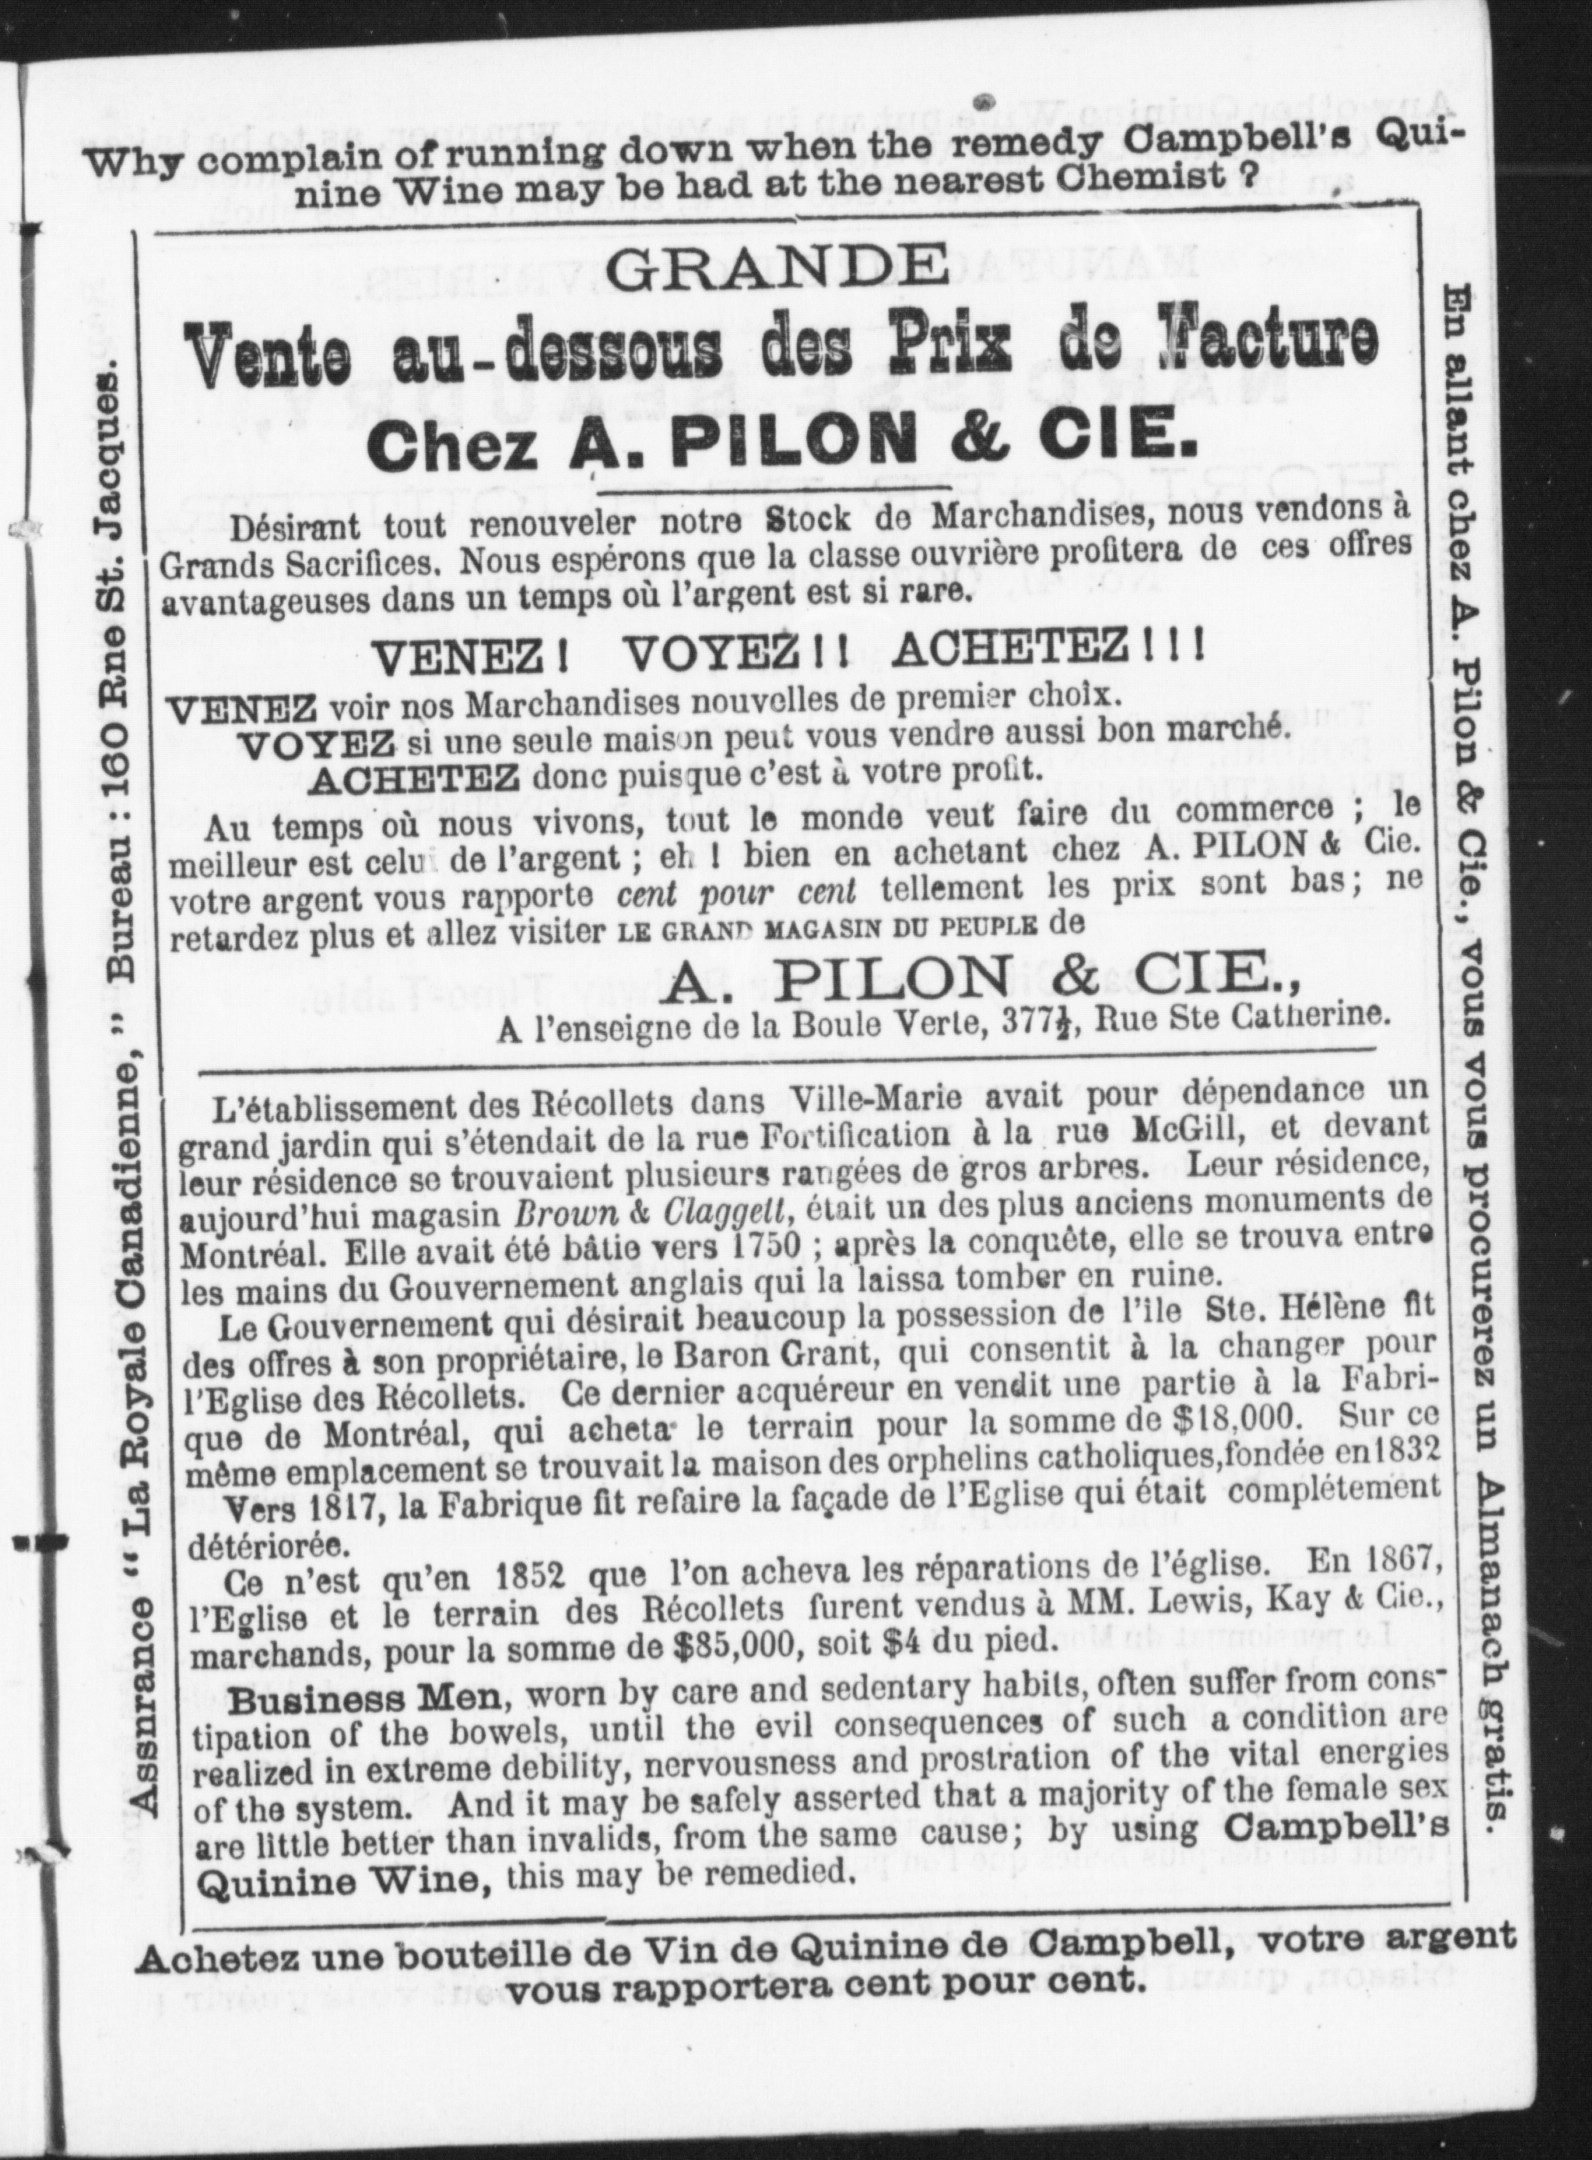 Why complain of running down when the remedy Campbell's Qui-
nine Wine may be had at the nearest Chemist ?
GRANDE
Vente au-dessous des Prix de Facture
Chez A. PILON & CIE.
Désirant tout renouveler notre Stock de Marchandises, nous vendons à
Grands Sacrifices. Nous espérons que la classe ouvrière profitera de ces offres
avantageuses dans un temps où l'argent est si rare.
VENEZ ! VOYEZ ! ! ACHETEZ ! ! !
VENEZ voir nos Marchandises nouvelles de premier choix.
VOYEZ si une seule maison peut vous vendre aussi bon marché.
ACHETEZ donc puisque c'est à votre profit.
Au temps où nous vivons, tout le monde veut faire du commerce ; le
meilleur est celui de l'argent ; eh ! bien en achetant chez A. PILON & Cie.
votre argent vous rapporte cent pour cent tellement les prix sont bas; ne
retardez plus et allez visiter LE GRAND MAGASIN DU PEUPLE de
A. PILON & CIE.,
A l'enseigne de la Boule Verte, 377½, Rue Ste Catherine.
L'établissement des Récollets dans Ville-Marie avait pour dépendance un
grand jardin qui s'étendait de la rue Fortification à la rue McGill, et devant
leur résidence se trouvaient plusieurs rangées de gros arbres. Leur résidence,
aujourd'hui magasin Brown & Claggett, était un des plus anciens monuments de
Montréal. Elle avait été bâtie vers 1750 ; après la conquête, elle se trouva entre
les mains du Gouvernement anglais qui la laissa tomber en ruine.
Le Gouvernement qui désirait beaucoup la possession de l'ile Ste. Hélène fit
des offres à son propriétaire, le Baron Grant, qui consentit à la changer pour
l'Eglise des Récollets. Ce dernier acquéreur en vendit une partie à la Fabri-
que de Montréal, qui acheta le terrain pour la somme de $18,000. Sur ce
même emplacement se trouvait la maison des orphelins catholiques,fondée en1832
Vers 1817, la Fabrique fit refaire la façade de l'Eglise qui était complétement
détériorée.
Ce n'est qu'en 1852 que l'on acheva les réparations de l'église. En 1867,
l'Eglise et le terrain des Récollets furent vendus à MM. Lewis, Kay & Cie.,
marchands, pour la somme de $85,000, soit $4 du pied.
Business Men, worn by care and sedentary habits, often suffer from cons-
tipation of the bowels, until the evil consequences of such a condition are
realized in extreme debility, nervousness and prostration of the vital energies
of the system. And it may be safely asserted that a majority of the female sex
are little better than invalids, from the same cause; by using Campbell's
Quinine Wine, this may be remedied.
Achetez une bouteille de Vin de Quinine de Campbell, votre argent
vous rapportera cent pour cent.
Assnrance "La Royale Canadienne," Bureau : 160 Rne St. Jacques.
En allant chez A. Pilon & Cie., vous vous procurerez un Almanach gratis.